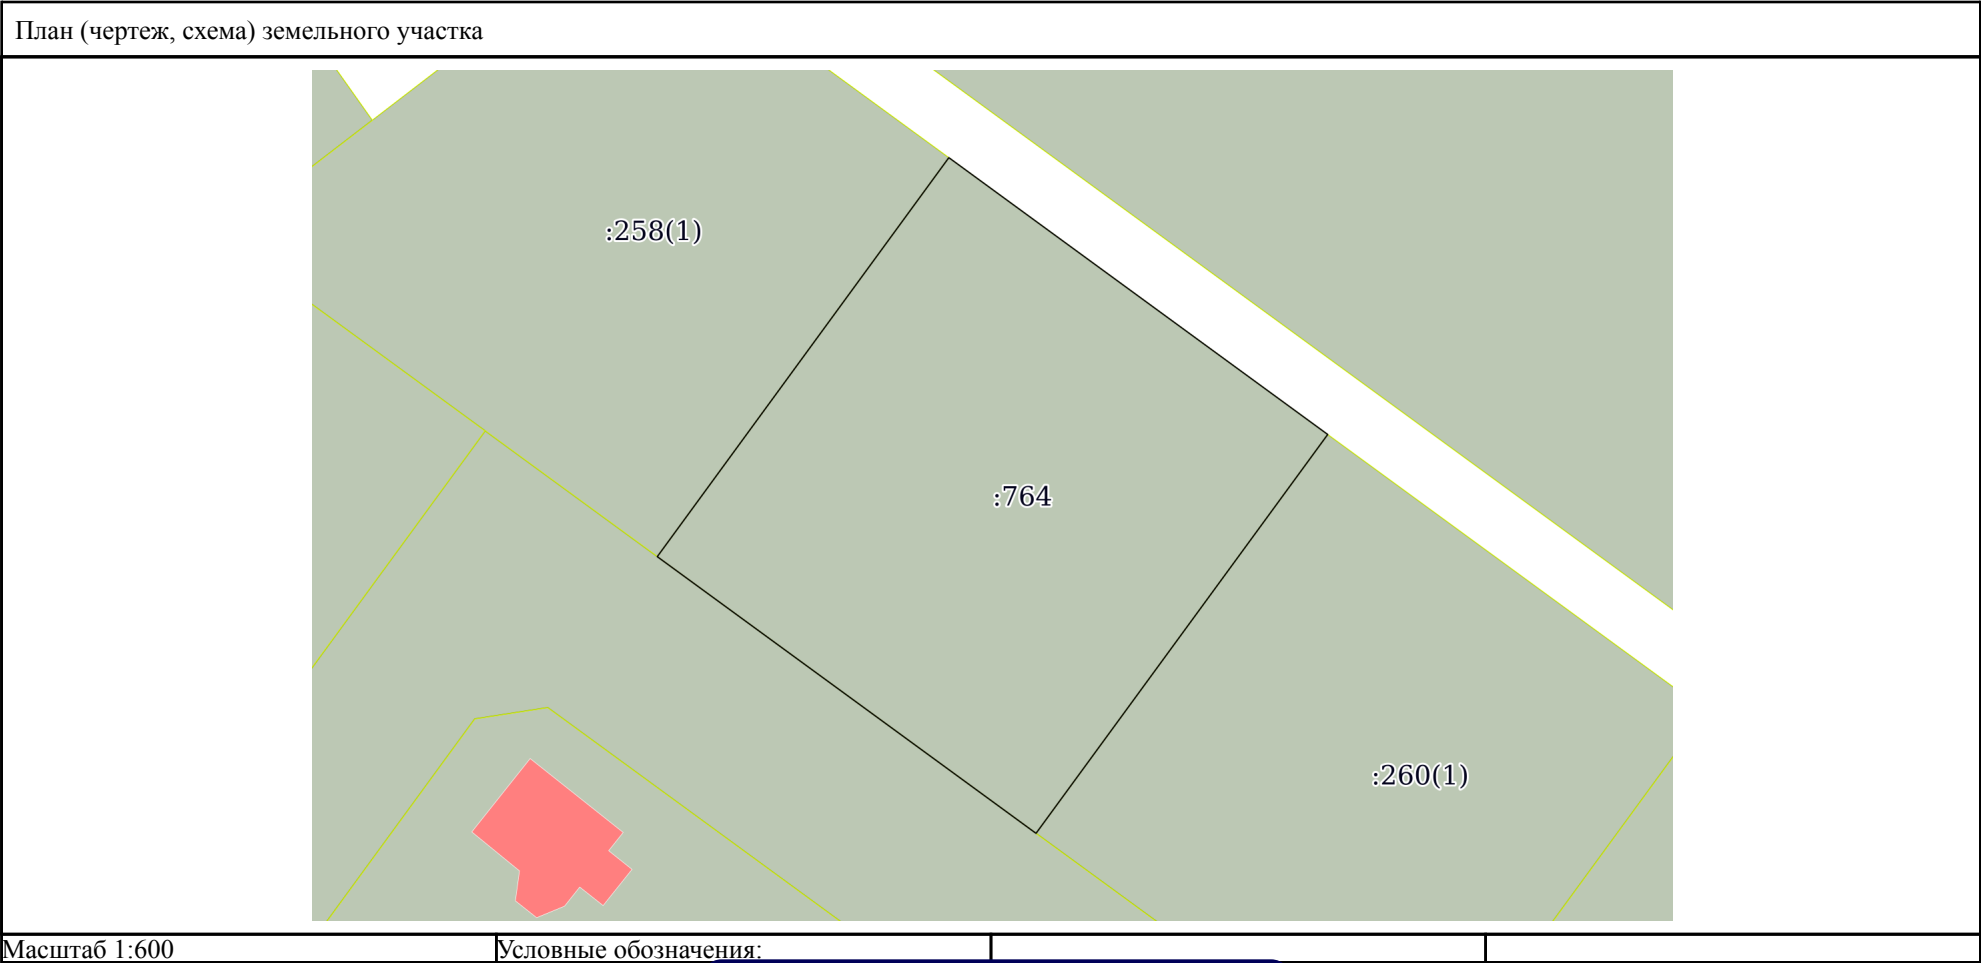 План (чертеж, схема) земельного участка
:258(1)
:764
:260(1)
Масштаб 1:600
Условные обозначения: